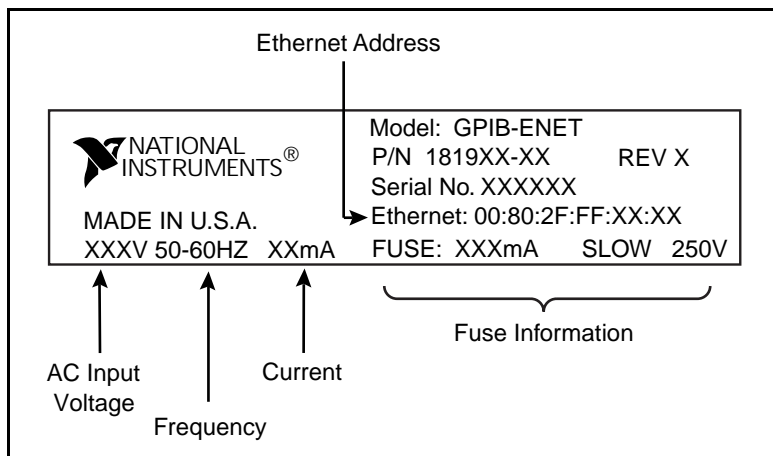 Ethernet Address
NATIONAL
INSTRUMENTS®
MADE IN U.S.A.
XXXV 50-60HZ XXmA
Model: GPIB-ENET
P/N 1819XX-XX REV X
Serial No. XXXXXX
Ethernet: 00:80:2F:FF:XX:XX
FUSE: XXXmA SLOW 250V
AC Input
Voltage
Frequency
Current
Fuse Information